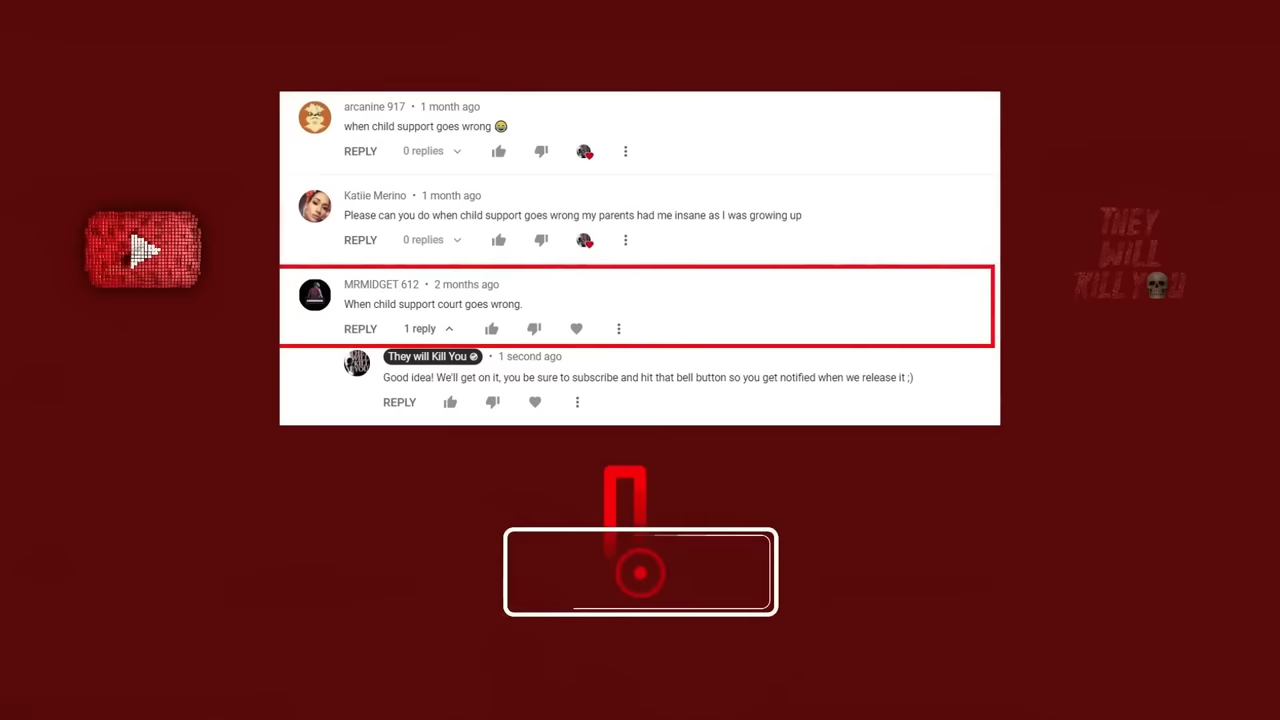 arcanine 917 • 1 month ago
when child support goes wrong 😂
REPLY 0 replies
Katiie Merino • 1 month ago
Please can you do when child support goes wrong my parents had me insane as I was growing up
REPLY 0 replies
MRMIDGET 612 • 2 months ago
When child support court goes wrong.
REPLY 1 reply
They will Kill You • 1 second ago
Good idea! We'll get on it, you be sure to subscribe and hit that bell button so you get notified when we release it ;)
REPLY
THEY
WILL
KILL YOU